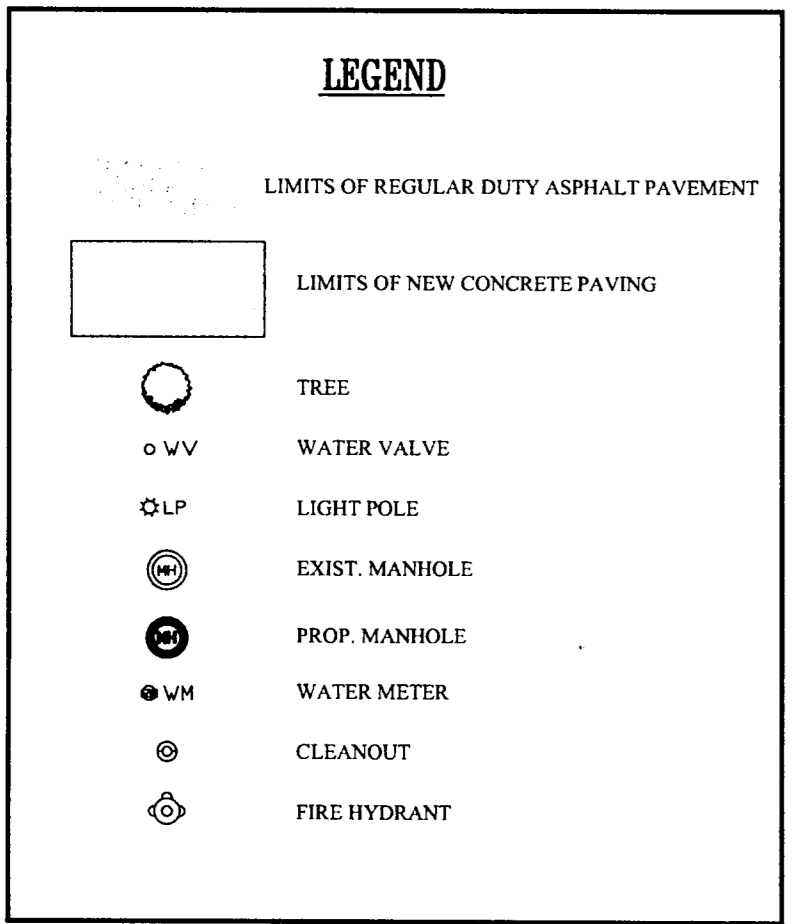 LEGEND
LIMITS OF REGULAR DUTY ASPHALT PAVEMENT
LIMITS OF NEW CONCRETE PAVING
TREE
WV WATER VALVE
LP LIGHT POLE
MH EXIST. MANHOLE
MH PROP. MANHOLE
WM WATER METER
CLEANOUT
FIRE HYDRANT